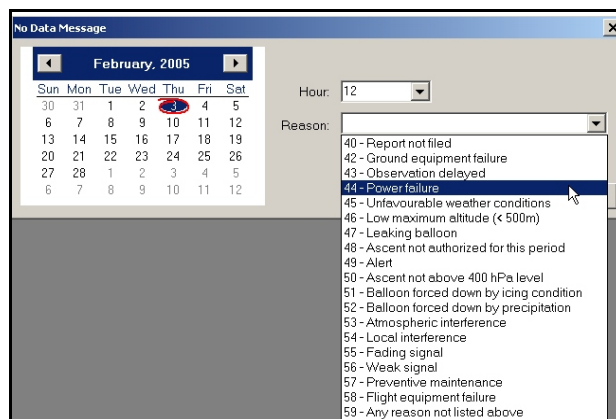 No Data Message
February, 2005
Sun Mon Tue Wed Thu Fri Sat
30 31 1 2 3 4 5
6 7 8 9 10 11 12
13 14 15 16 17 18 19
20 21 22 23 24 25 26
27 28 1 2 3 4 5
6 7 8 9 10 11 12
Hour: 12
Reason:
40 - Report not filed
42 - Ground equipment failure
43 - Observation delayed
44 - Power failure
45 - Unfavourable weather conditions
46 - Low maximum altitude (< 500m)
47 - Leaking balloon
48 - Ascent not authorized for this period
49 - Alert
50 - Ascent not above 400 hPa level
51 - Balloon forced down by icing condition
52 - Balloon forced down by precipitation
53 - Atmospheric interference
54 - Local interference
55 - Fading signal
56 - Weak signal
57 - Preventive maintenance
58 - Flight equipment failure
59 - Any reason not listed above